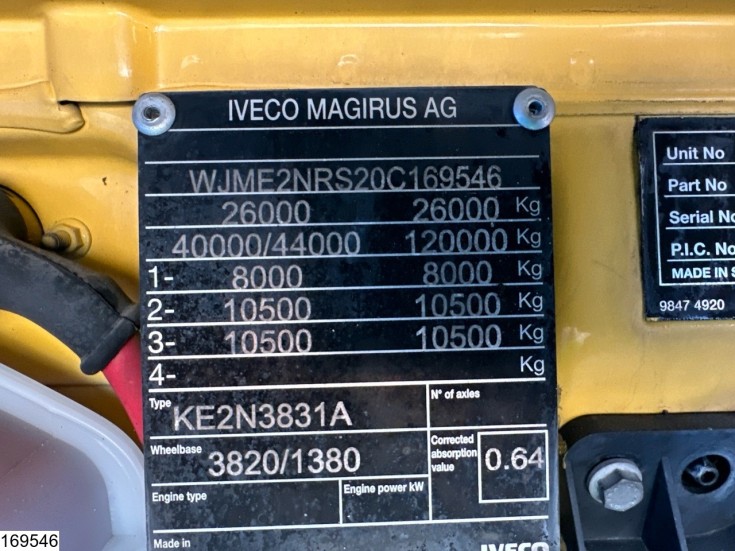 IVECO MAGIRUS AG
WJME2NRS20C169546
26000 26000 Kg
40000/44000 120000 Kg
1- 8000 8000 Kg
2- 10500 10500 Kg
3- 10500 10500 Kg
4- Kg
Type KE2N3831A N° of axles
Wheelbase 3820/1380 Corrected absorption value 0.64
Engine type Engine power kW
Made in IVECO
Unit No
Part No
Serial No
P.I.C. No
MADE IN S
9847 4920
169546